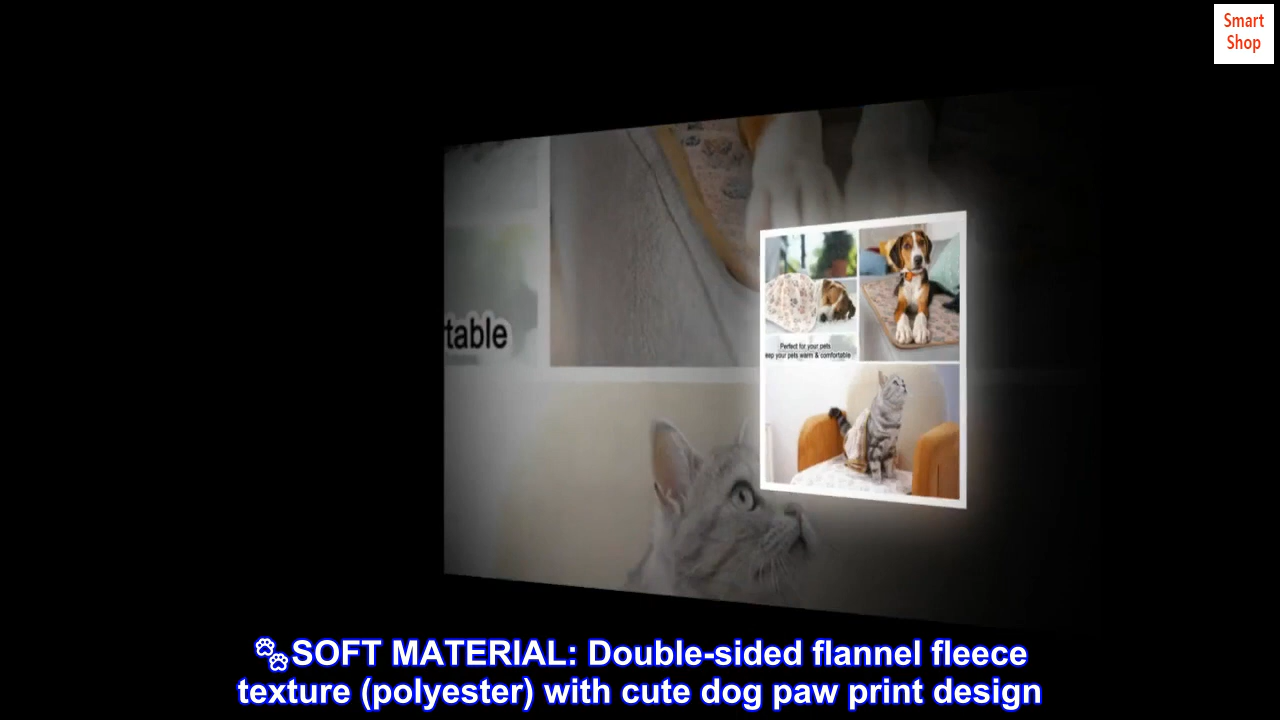 Smart
Shop
table
Perfect for your pets
eep your pets warm & comfortable
🐾SOFT MATERIAL: Double-sided flannel fleece
texture (polyester) with cute dog paw print design